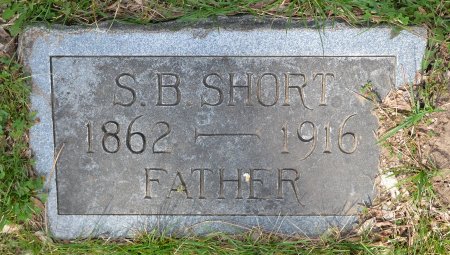 S. B. SHORT
1862 — 1916
FATHER